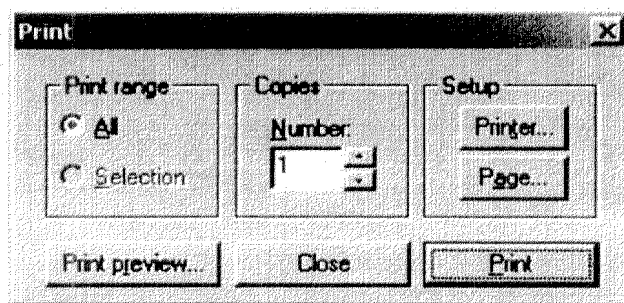 Print
Print range
All
Selection
Copies
Number:
1
Setup
Printer...
Page...
Print preview...
Close
Print